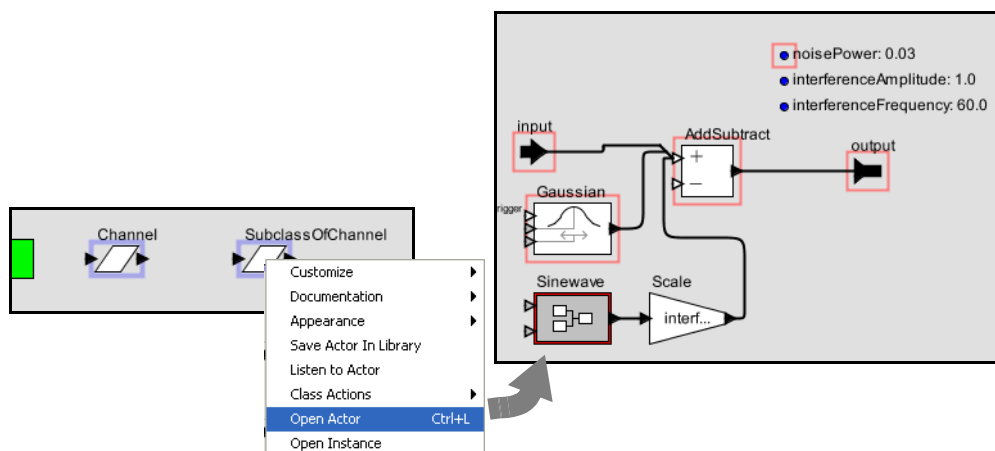 noisePower: 0.03
interferenceAmplitude: 1.0
interferenceFrequency: 60.0
input
AddSubtract
output
+
−
Gaussian
rigger
Sinewave
Scale
interf...
Channel
SubclassOfChannel
Customize
Documentation
Appearance
Save Actor In Library
Listen to Actor
Class Actions
Open Actor Ctrl+L
Open Instance